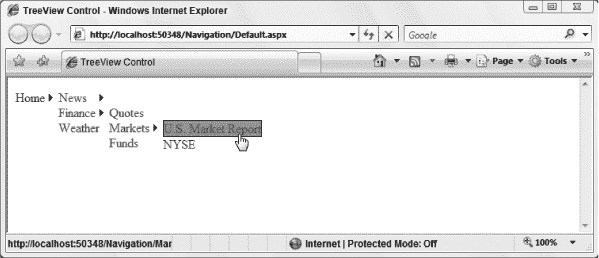 TreeView Control - Windows Internet Explorer
http://localhost:50348/Navigation/Default.aspx
Google
TreeView Control
Page
Tools
Home News
Finance Quotes
Weather Markets U.S. Market Report
Funds NYSE
http://localhost:50348/Navigation/Mar
Internet | Protected Mode: Off
100%